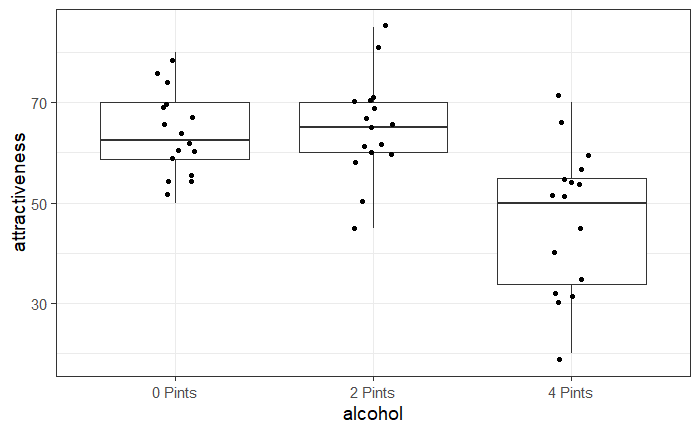 attractiveness
70
50
30
0 Pints
2 Pints
4 Pints
alcohol